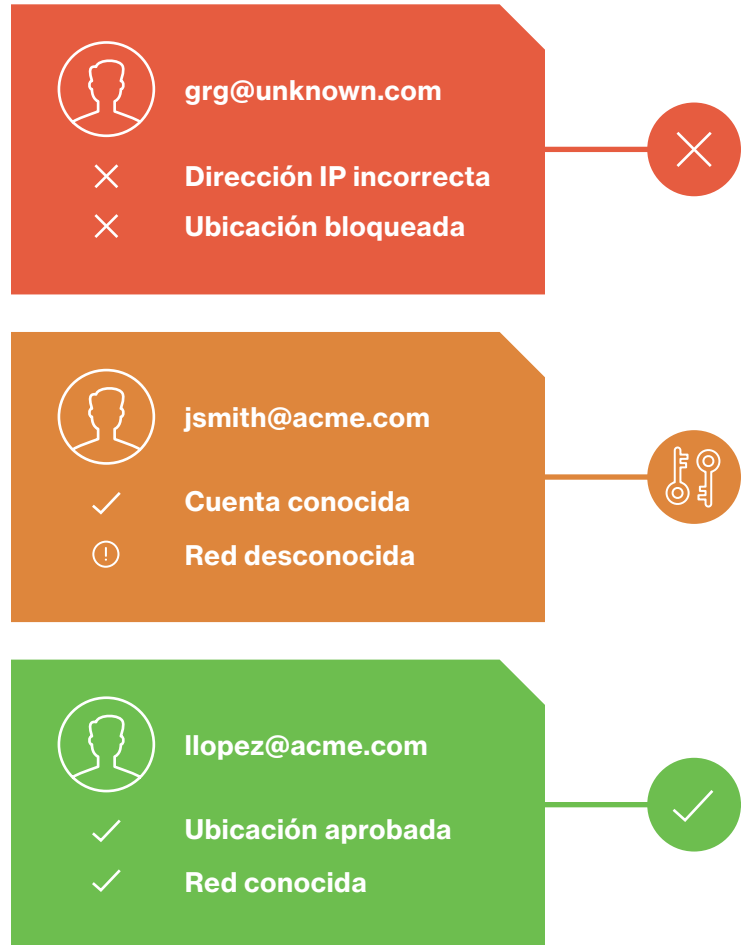 grg@unknown.com
Dirección IP incorrecta
Ubicación bloqueada
jsmith@acme.com
Cuenta conocida
Red desconocida
llopez@acme.com
Ubicación aprobada
Red conocida